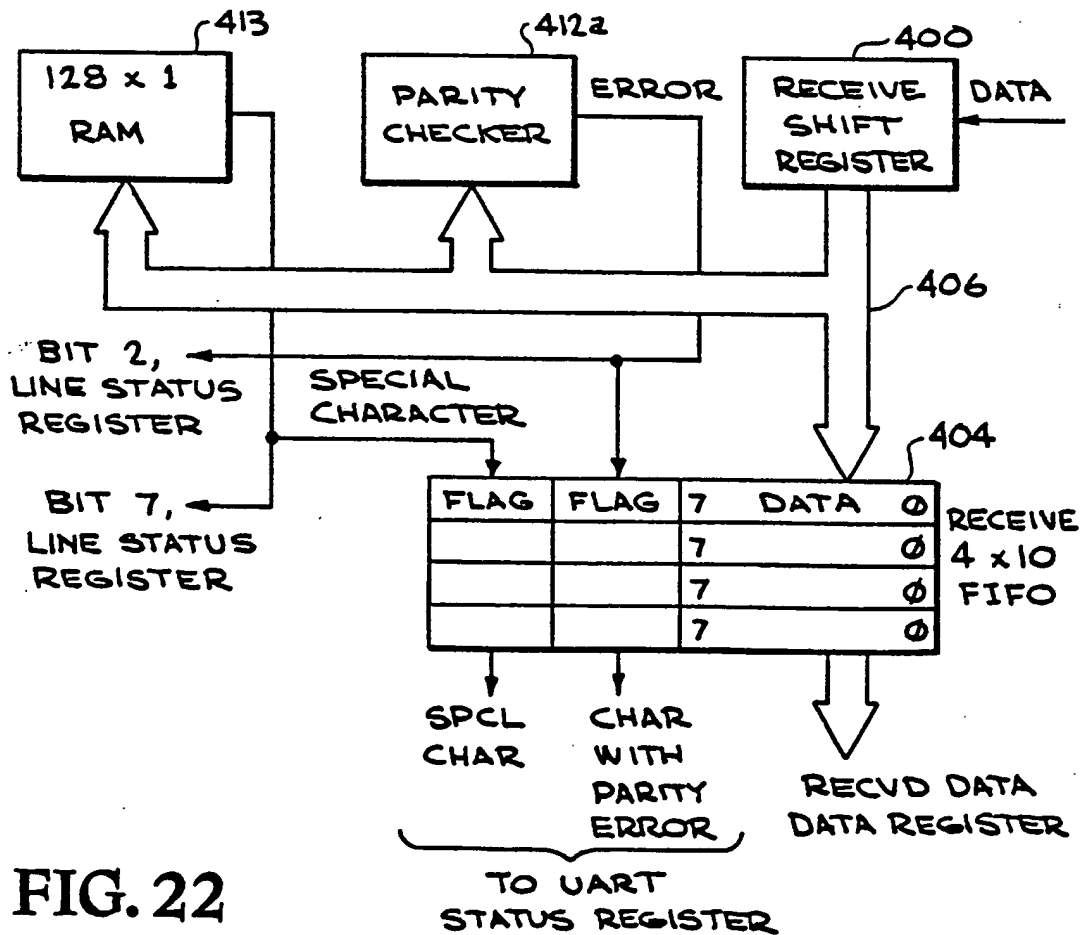 413
128 x 1
RAM
412a
PARITY
CHECKER
ERROR
400
RECEIVE
SHIFT
REGISTER
DATA
406
BIT 2,
LINE STATUS
REGISTER
SPECIAL
CHARACTER
BIT 7,
LINE STATUS
REGISTER
404
FLAG FLAG 7 DATA Ø
7 Ø
7 Ø
7 Ø
RECEIVE
4 x 10
FIFO
SPCL
CHAR
CHAR
WITH
PARITY
ERROR
RECVD DATA
DATA REGISTER
TO UART
STATUS REGISTER
FIG. 22